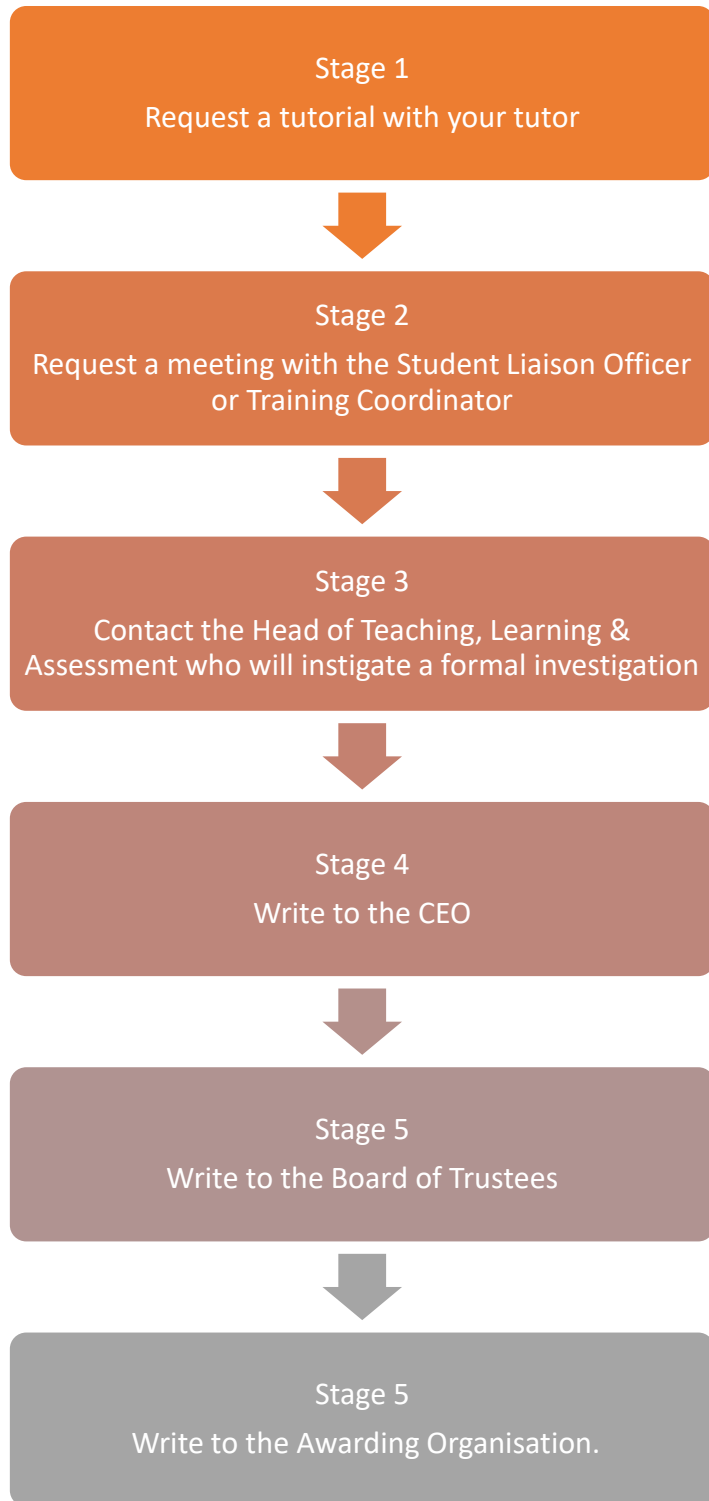 Stage 1
Request a tutorial with your tutor
Stage 2
Request a meeting with the Student Liaison Officer
or Training Coordinator
Stage 3
Contact the Head of Teaching, Learning &
Assessment who will instigate a formal investigation
Stage 4
Write to the CEO
Stage 5
Write to the Board of Trustees
Stage 5
Write to the Awarding Organisation.